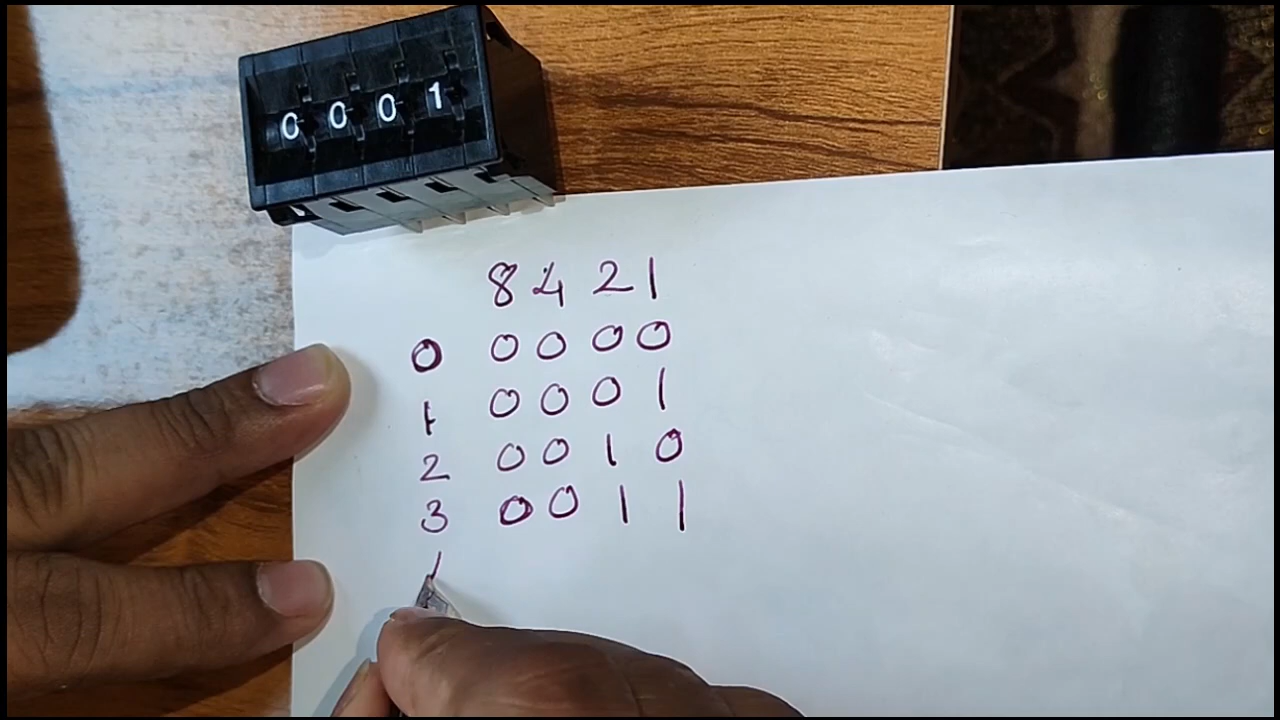 0 0 0 1
8 4 2 1
0 0 0 0 0
1 0 0 0 1
2 0 0 1 0
3 0 0 1 1